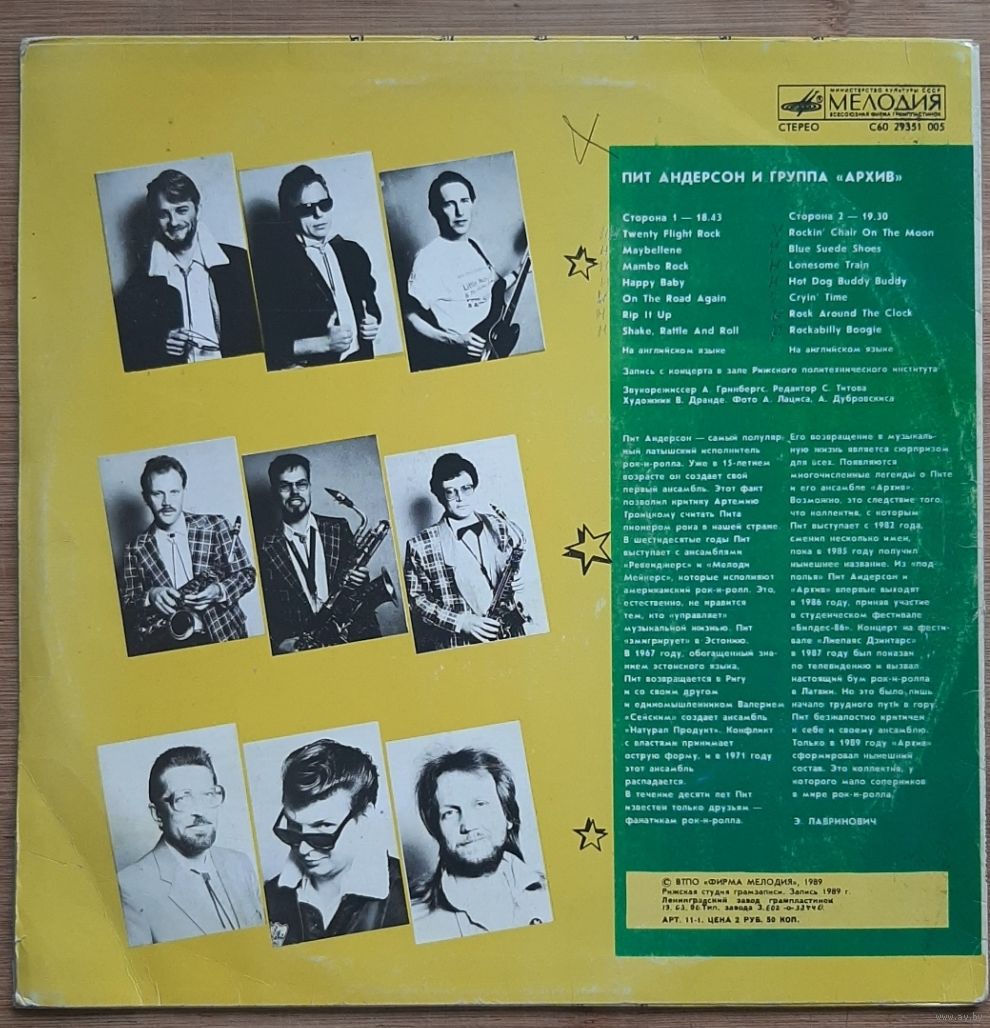 МИНИСТЕРСТВО КУЛЬТУРЫ СССР
МЕЛОДИЯ
ВСЕСОЮЗНАЯ ФИРМА ГРАМПЛАСТИНОК
СТЕРЕО С60 29351 005
ПИТ АНДЕРСОН И ГРУППА «АРХИВ»
Сторона 1 — 18.43
Twenty Flight Rock
Maybellene
Mambo Rock
Happy Baby
On The Road Again
Rip It Up
Shake, Rattle And Roll
На английском языке
Сторона 2 — 19.30
Rockin' Chair On The Moon
Blue Suede Shoes
Lonesome Train
Hot Dog Buddy Buddy
Cryin' Time
Rock Around The Clock
Rockabilly Boogie
На английском языке
Запись с концерта в зале Рижского политехнического института
Звукорежиссер А. Гринбергс. Редактор С. Титова
Художник В. Дранде. Фото А. Лациса, А. Дубровскиса
Пит Андерсон — самый популяр-
ный латышский исполнитель
рок-н-ролла. Уже в 15-летнем
возрасте он создает свой
первый ансамбль. Этот факт
позволил критику Артемию
Троицкому считать Пита
пионером рока в нашей стране.
В шестидесятые годы Пит
выступает с ансамблями
«Ревенджерс» и «Мелоди
Мейкерс», которые исполняют
американский рок-н-ролл. Это,
естественно, не нравится
тем, кто «управляет»
музыкальной жизнью. Пит
«эмигрирует» в Эстонию.
В 1967 году, обогащенный зна-
нием эстонского языка,
Пит возвращается в Ригу
и со своим другом
и единомышленником Валерием
«Сейским» создает ансамбль
«Натурал Продукт». Конфликт
с властями принимает
острую форму, и в 1971 году
этот ансамбль
распадается.
В течение десяти лет Пит
известен только друзьям —
фанатикам рок-н-ролла.
Его возвращение в музыкаль-
ную жизнь является сюрпризом
для всех. Появляются
многочисленные легенды о Пите
и его ансамбле «Архив».
Возможно, это следствие того,
что коллектив, с которым
Пит выступает с 1982 года,
сменил несколько имен,
пока в 1985 году получил
нынешнее название. Из «под-
полья» Пит Андерсон и
«Архив» впервые выходят
в 1986 году, приняв участие
в студенческом фестивале
«Билдес-86». Концерт на фести-
вале «Лиепаяс Дзинтарс»
в 1987 году был показан
по телевидению и вызвал
настоящий бум рок-н-ролла
в Латвии. Но это было лишь
начало трудного пути в гору.
Пит безжалостно критичен
к себе и своему ансамблю.
Только в 1989 году «Архив»
сформировал нынешний
состав. Это коллектив, у
которого мало соперников
в мире рок-н-ролла.
Э. ЛАВРИНОВИЧ
© ВТПО «ФИРМА МЕЛОДИЯ», 1989
Рижская студия грамзаписи. Запись 1989 г.
Ленинградский завод грампластинок
Тип. завода З.
АРТ. 11-1. ЦЕНА 2 РУБ. 50 КОП.
www.ay.by